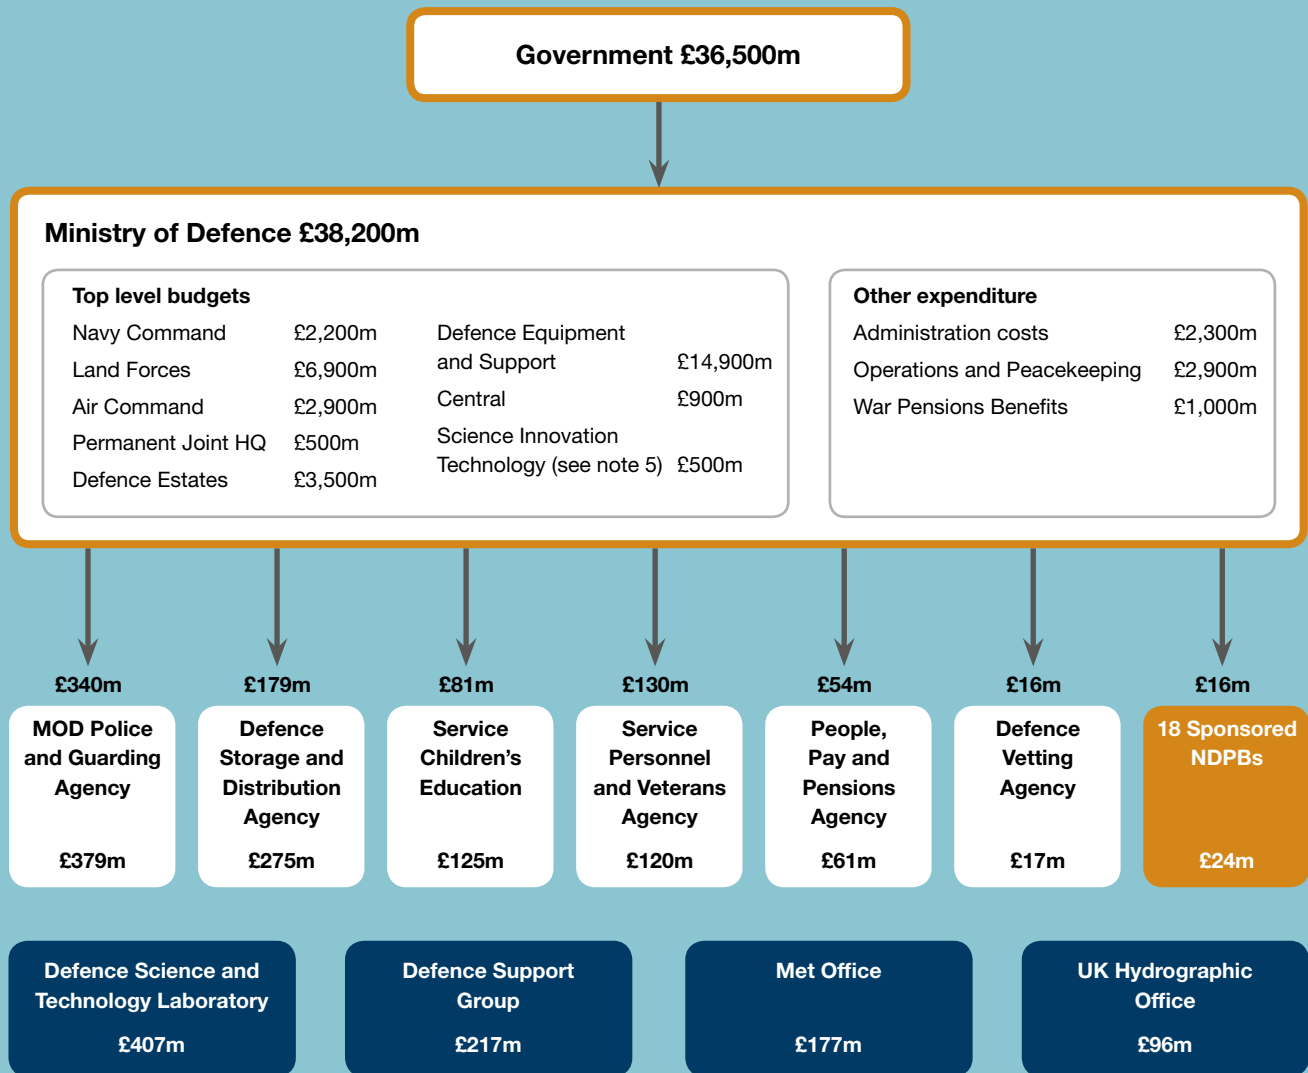 Government £36,500m
Ministry of Defence £38,200m
Top level budgets
Navy Command £2,200m
Land Forces £6,900m
Air Command £2,900m
Permanent Joint HQ £500m
Defence Estates £3,500m
Defence Equipment
and Support £14,900m
Central £900m
Science Innovation
Technology (see note 5) £500m
Other expenditure
Administration costs £2,300m
Operations and Peacekeeping £2,900m
War Pensions Benefits £1,000m
£340m
MOD Police
and Guarding
Agency
£379m
£179m
Defence
Storage and
Distribution
Agency
£275m
£81m
Service
Children’s
Education
£125m
£130m
Service
Personnel
and Veterans
Agency
£120m
£54m
People,
Pay and
Pensions
Agency
£61m
£16m
Defence
Vetting
Agency
£17m
£16m
18 Sponsored
NDPBs
£24m
Defence Science and
Technology Laboratory
£407m
Defence Support
Group
£217m
Met Office
£177m
UK Hydrographic
Office
£96m